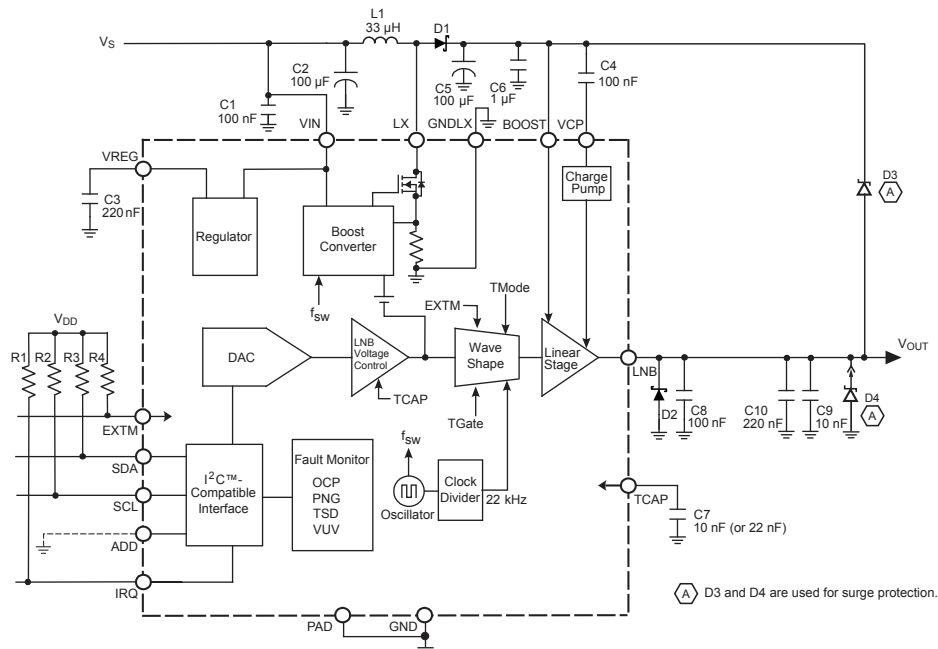 L1
33 µH
D1
VS
C2
100 µF
C5
100 µF
C6
1 µF
C4
100 nF
C1
100 nF
VIN
LX
GNDLX
BOOST
VCP
VREG
C3
220 nF
Regulator
Boost
Converter
Charge
Pump
D3
A
fsw
TMode
EXTM
VDD
R1
R2
R3
R4
DAC
LNB
Voltage
Control
Wave
Shape
Linear
Stage
VOUT
LNB
TCAP
TGate
D2
C8
100 nF
C10
220 nF
C9
10 nF
D4
A
EXTM
SDA
SCL
ADD
IRQ
I2C™-
Compatible
Interface
Fault Monitor
OCP
PNG
TSD
VUV
fsw
Oscillator
Clock
Divider
22 kHz
TCAP
C7
10 nF (or 22 nF)
A D3 and D4 are used for surge protection.
PAD
GND